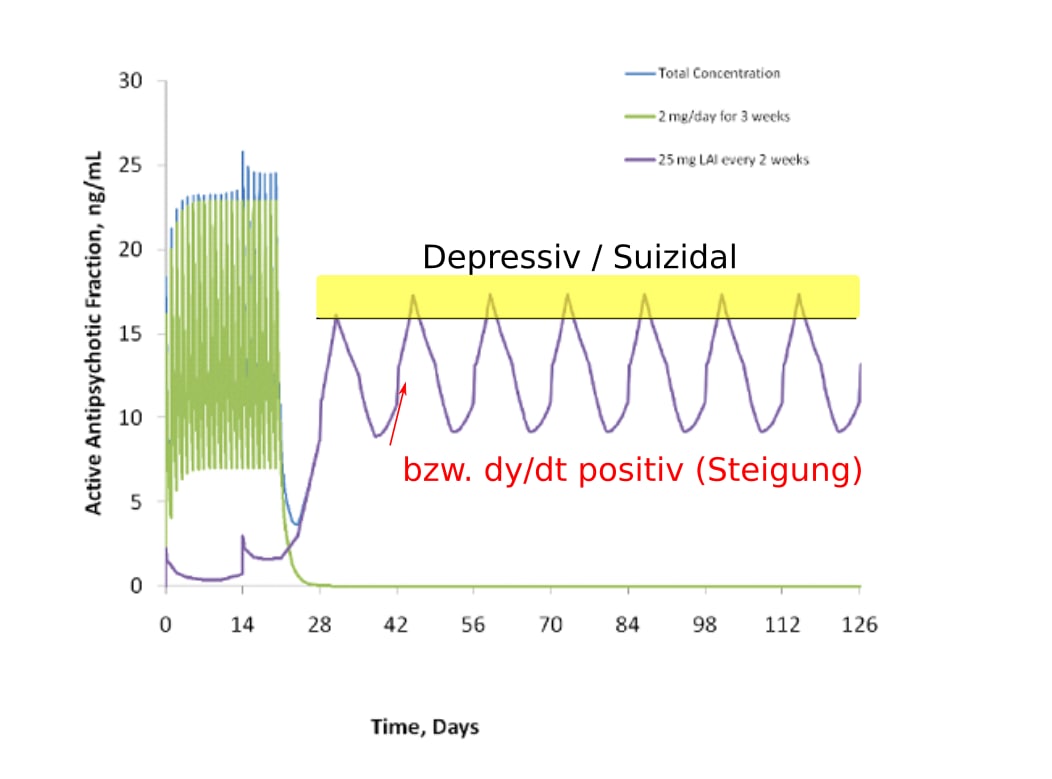 Total Concentration
2 mg/day for 3 weeks
25 mg LAI every 2 weeks
30
25
20
15
10
5
0
Active Antipsychotic Fraction, ng/mL
Depressiv / Suizidal
bzw. dy/dt positiv (Steigung)
0 14 28 42 56 70 84 98 112 126
Time, Days